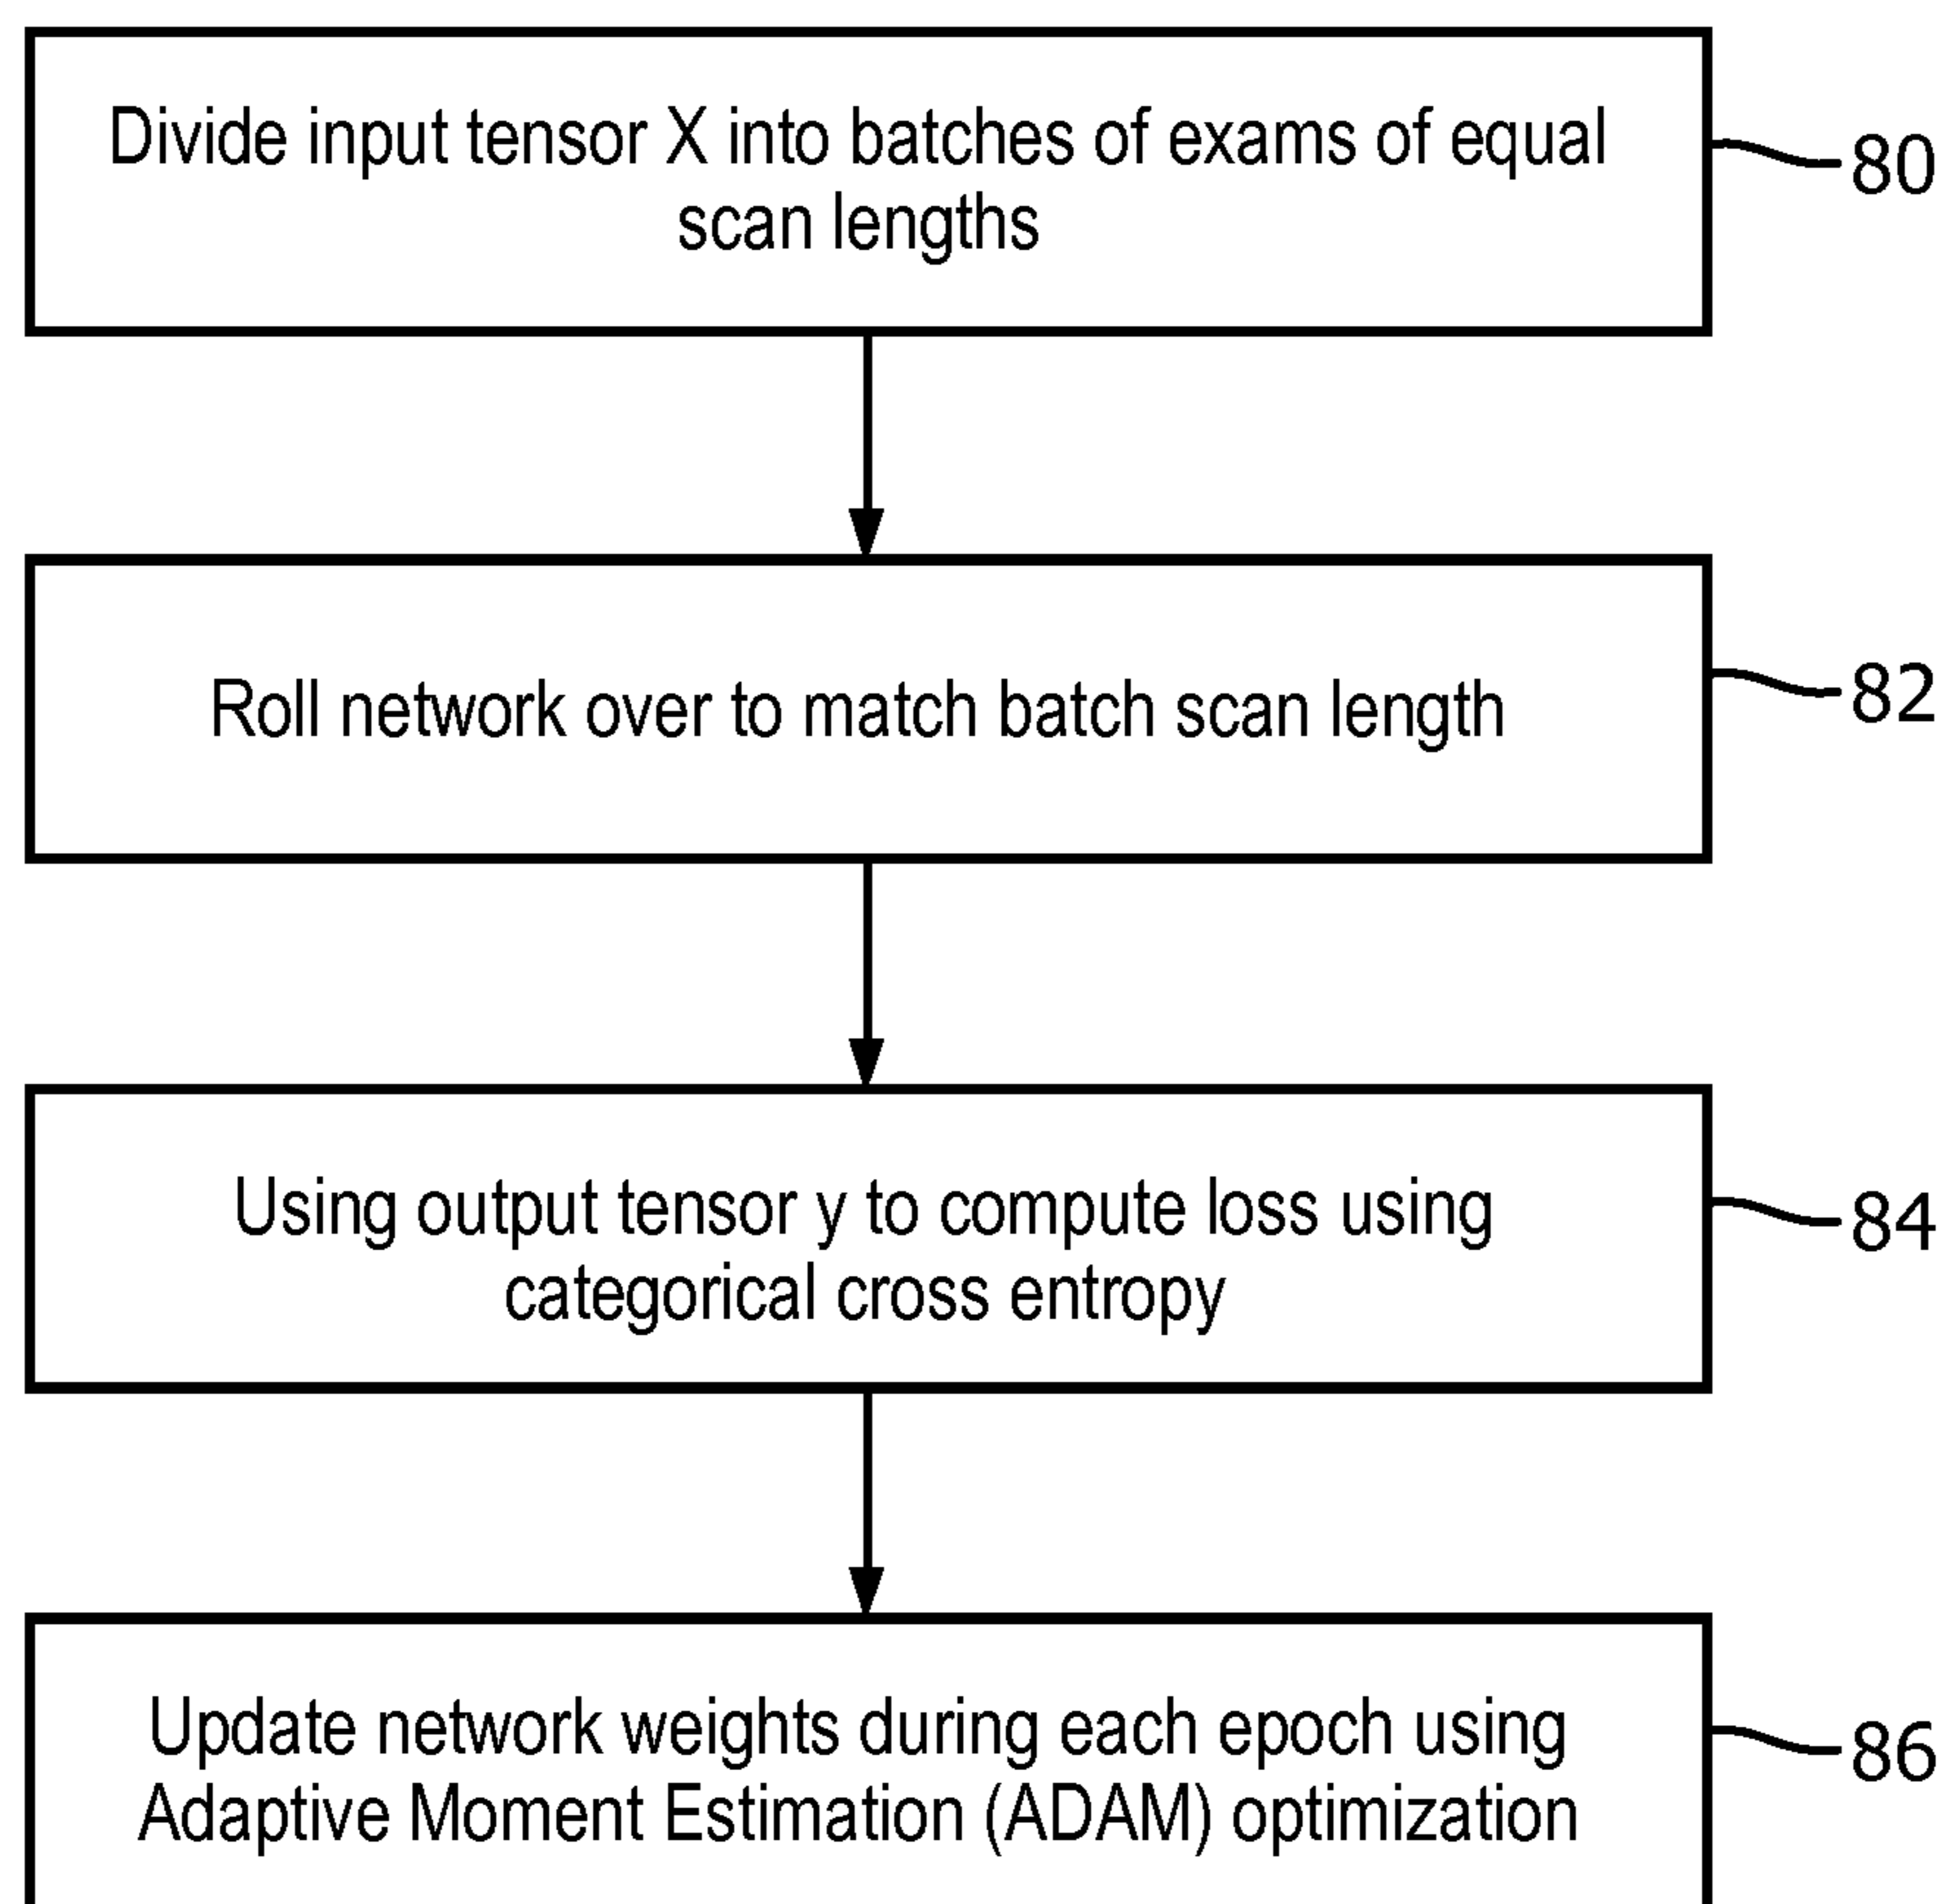 Divide input tensor X into batches of exams of equal
scan lengths
80
Roll network over to match batch scan length
82
Using output tensor y to compute loss using
categorical cross entropy
84
Update network weights during each epoch using
Adaptive Moment Estimation (ADAM) optimization
86